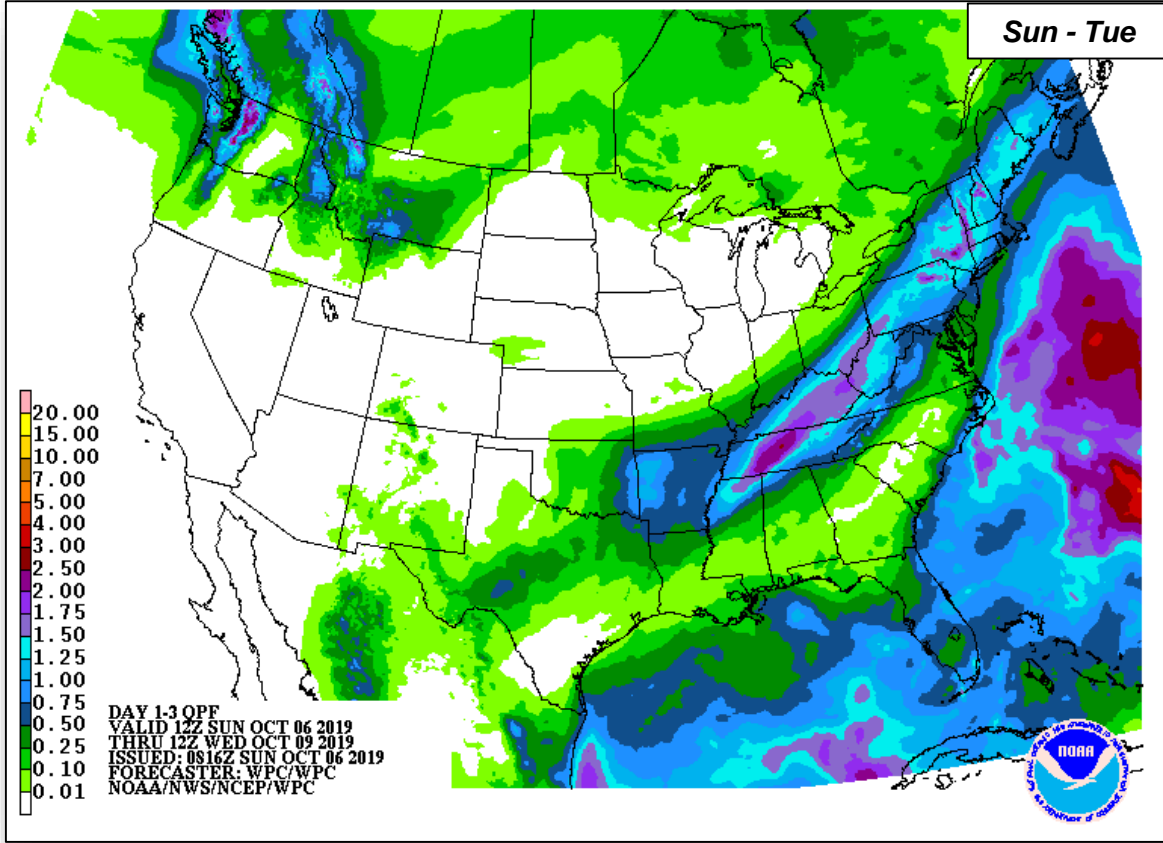 Sun - Tue
20.00
15.00
10.00
7.00
5.00
4.00
3.00
2.50
2.00
1.75
1.50
1.25
1.00
0.75
0.50
0.25
0.10
0.01
DAY 1-3 QPF
VALID 12Z SUN OCT 06 2019
THRU 12Z WED OCT 09 2019
ISSUED: 0816Z SUN OCT 06 2019
FORECASTER: WPC/WPC
NOAA/NWS/NCEP/WPC
NOAA